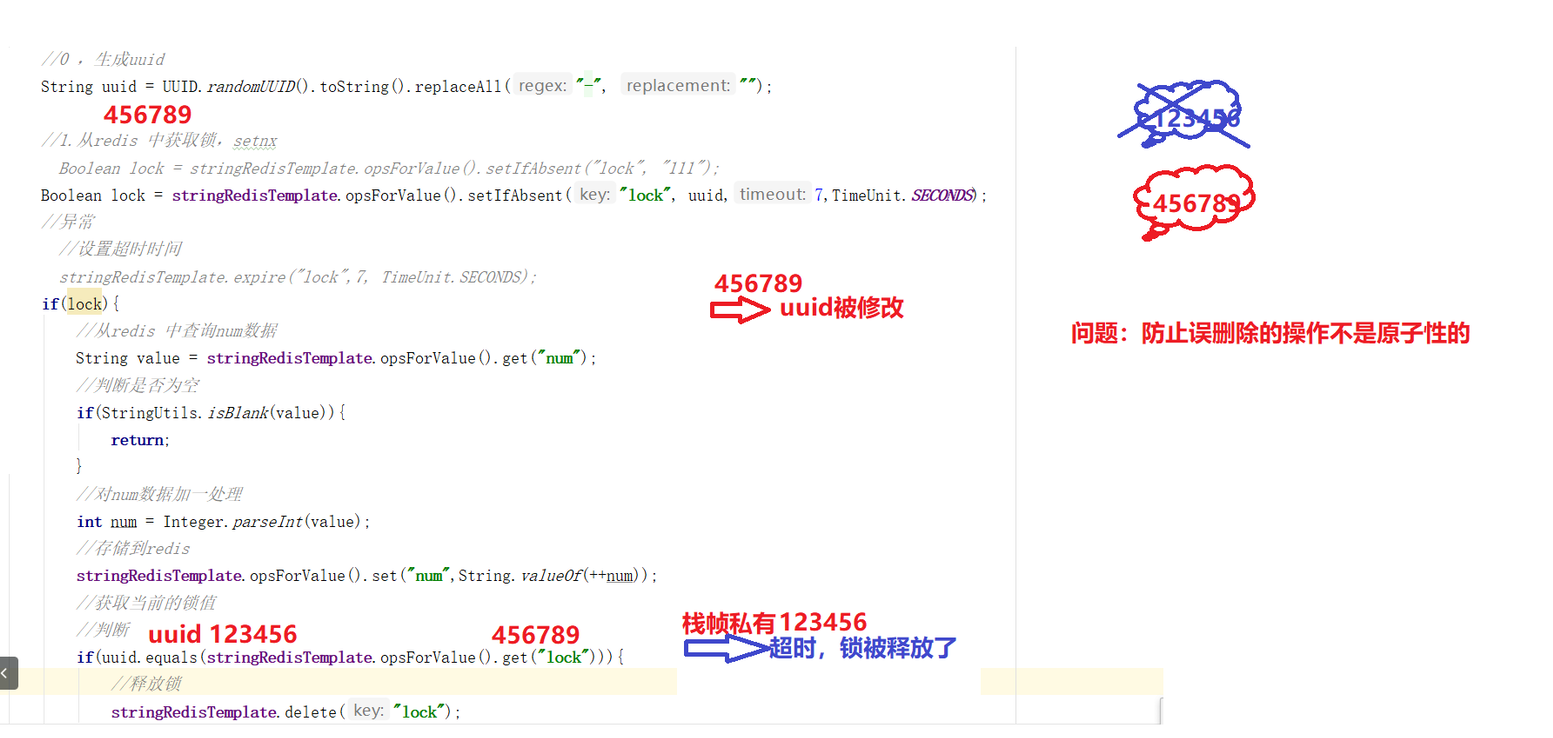 //0 ，生成uuid
String uuid = UUID.randomUUID().toString().replaceAll( regex: "-", replacement: "");
456789
123456
//1.从redis 中获取锁，setnx
Boolean lock = stringRedisTemplate.opsForValue().setIfAbsent("lock", "111");
Boolean lock = stringRedisTemplate.opsForValue().setIfAbsent( key: "lock", uuid, timeout: 7,TimeUnit.SECONDS);
456789
//异常
//设置超时时间
stringRedisTemplate.expire("lock",7, TimeUnit.SECONDS);
456789
if(lock){
uuid被修改
//从redis 中查询num数据
问题：防止误删除的操作不是原子性的
String value = stringRedisTemplate.opsForValue().get("num");
//判断是否为空
if(StringUtils.isBlank(value)){
return;
}
//对num数据加一处理
int num = Integer.parseInt(value);
//存储到redis
stringRedisTemplate.opsForValue().set("num",String.valueOf(++num));
//获取当前的锁值
栈帧私有123456
//判断 uuid 123456 456789
超时，锁被释放了
if(uuid.equals(stringRedisTemplate.opsForValue().get("lock"))){
//释放锁
stringRedisTemplate.delete( key: "lock");